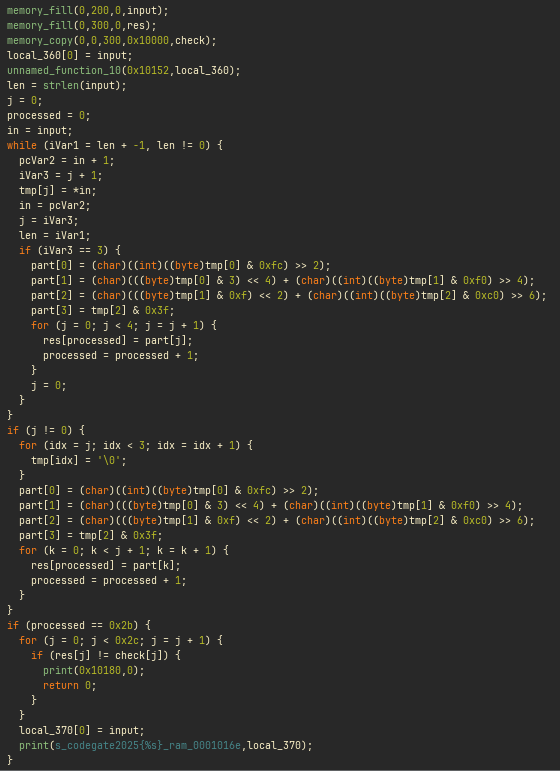 memory_fill(0,200,0,input);
memory_fill(0,300,0,res);
memory_copy(0,0,300,0x10000,check);
local_360[0] = input;
unnamed_function_10(0x10152,local_360);
len = strlen(input);
j = 0;
processed = 0;
in = input;
while (iVar1 = len + -1, len != 0) {
  pcVar2 = in + 1;
  iVar3 = j + 1;
  tmp[j] = *in;
  in = pcVar2;
  j = iVar3;
  len = iVar1;
  if (iVar3 == 3) {
    part[0] = (char)((int)((byte)tmp[0] & 0xfc) >> 2);
    part[1] = (char)(((byte)tmp[0] & 3) << 4) + (char)((int)((byte)tmp[1] & 0xf0) >> 4);
    part[2] = (char)(((byte)tmp[1] & 0xf) << 2) + (char)((int)((byte)tmp[2] & 0xc0) >> 6);
    part[3] = tmp[2] & 0x3f;
    for (j = 0; j < 4; j = j + 1) {
      res[processed] = part[j];
      processed = processed + 1;
    }
    j = 0;
  }
}
if (j != 0) {
  for (idx = j; idx < 3; idx = idx + 1) {
    tmp[idx] = '\0';
  }
  part[0] = (char)((int)((byte)tmp[0] & 0xfc) >> 2);
  part[1] = (char)(((byte)tmp[0] & 3) << 4) + (char)((int)((byte)tmp[1] & 0xf0) >> 4);
  part[2] = (char)(((byte)tmp[1] & 0xf) << 2) + (char)((int)((byte)tmp[2] & 0xc0) >> 6);
  part[3] = tmp[2] & 0x3f;
  for (k = 0; k < j + 1; k = k + 1) {
    res[processed] = part[k];
    processed = processed + 1;
  }
}
if (processed == 0x2b) {
  for (j = 0; j < 0x2c; j = j + 1) {
    if (res[j] != check[j]) {
      print(0x10180,0);
      return 0;
    }
  }
  local_370[0] = input;
  print(s_codegate2025{%s}_ram_0001016e,local_370);
}